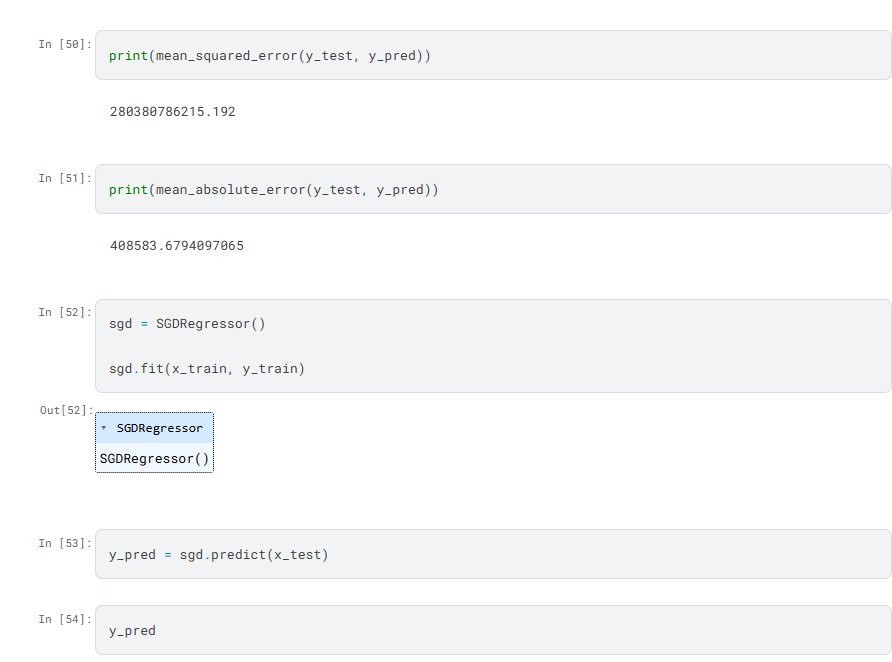 In [50]:
print(mean_squared_error(y_test, y_pred))
280380786215.192
In [51]:
print(mean_absolute_error(y_test, y_pred))
408583.6794097065
In [52]:
sgd = SGDRegressor()
sgd.fit(x_train, y_train)
Out[52]:
▾ SGDRegressor
SGDRegressor()
In [53]:
y_pred = sgd.predict(x_test)
In [54]:
y_pred